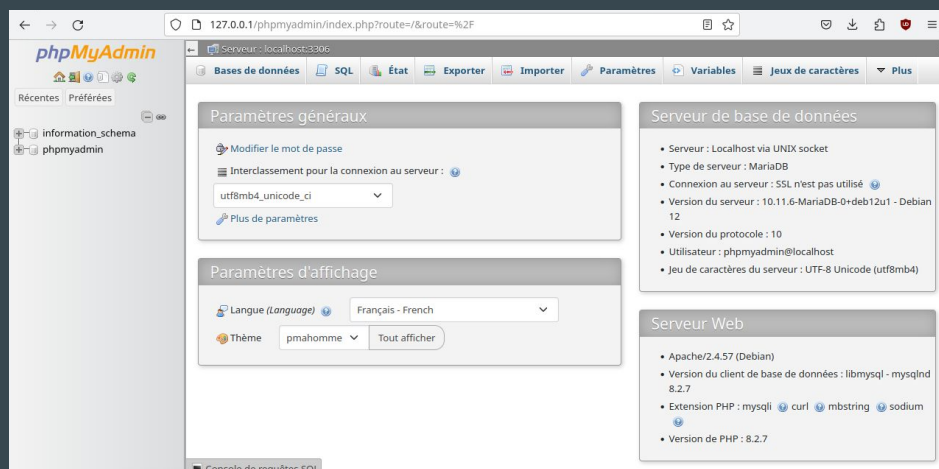 127.0.0.1/phpmyadmin/index.php?route=/&route=%2F
phpMyAdmin
Récentes Préférées
information_schema
phpmyadmin
Serveur : localhost:3306
Bases de données SQL État Exporter Importer Paramètres Variables Jeux de caractères Plus
Paramètres généraux
Modifier le mot de passe
Interclassement pour la connexion au serveur :
utf8mb4_unicode_ci
Plus de paramètres
Paramètres d'affichage
Langue (Language) Français - French
Thème pmahomme Tout afficher
Serveur de base de données
• Serveur : Localhost via UNIX socket
• Type de serveur : MariaDB
• Connexion au serveur : SSL n'est pas utilisé
• Version du serveur : 10.11.6-MariaDB-0+deb12u1 - Debian
12
• Version du protocole : 10
• Utilisateur : phpmyadmin@localhost
• Jeu de caractères du serveur : UTF-8 Unicode (utf8mb4)
Serveur Web
• Apache/2.4.57 (Debian)
• Version du client de base de données : libmysql - mysqlnd
8.2.7
• Extension PHP : mysqli curl mbstring sodium
• Version de PHP : 8.2.7
Console de requêtes SQL